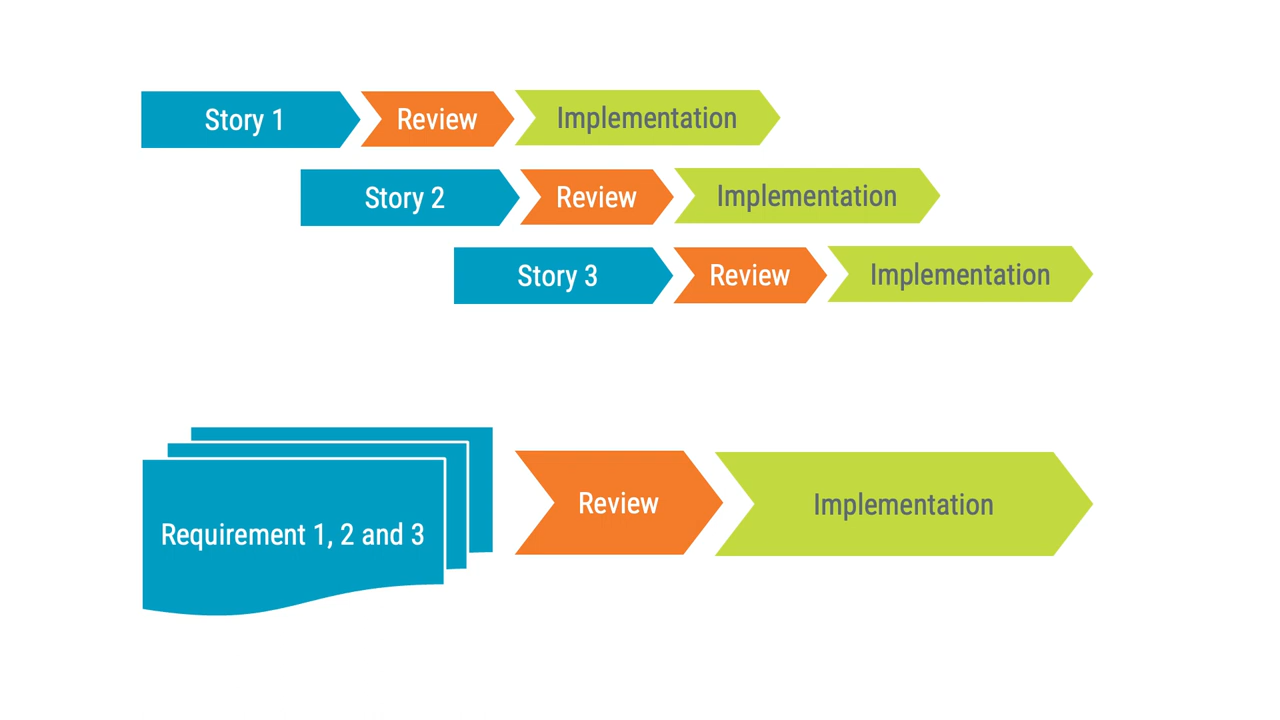 Story 1 Review Implementation
Story 2 Review Implementation
Story 3 Review Implementation
Requirement 1, 2 and 3 Review Implementation